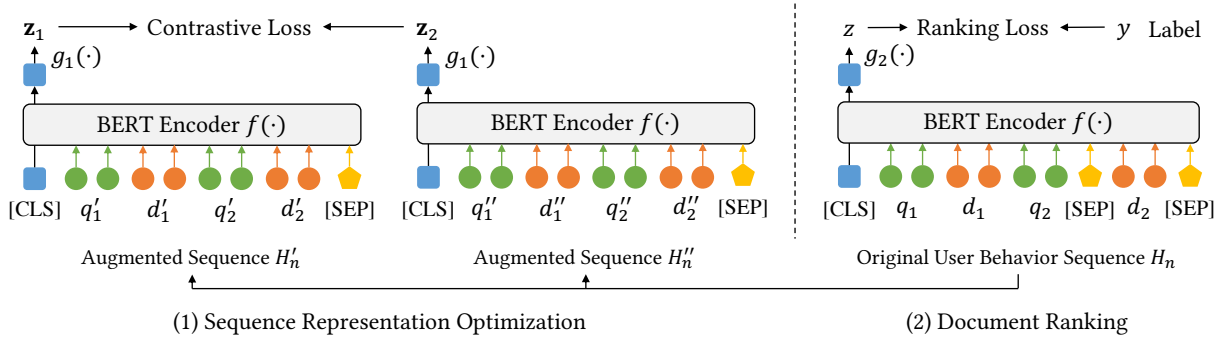 z₁ Contrastive Loss z₂ z Ranking Loss y Label
g₁(·) g₁(·) g₂(·)
BERT Encoder f(·) BERT Encoder f(·) BERT Encoder f(·)
[CLS] q₁′ d₁′ q₂′ d₂′ [SEP] [CLS] q₁′′ d₁′′ q₂′′ d₂′′ [SEP] [CLS] q₁ d₁ q₂ [SEP] d₂ [SEP]
Augmented Sequence Hₙ′ Augmented Sequence Hₙ′′ Original User Behavior Sequence Hₙ
(1) Sequence Representation Optimization (2) Document Ranking